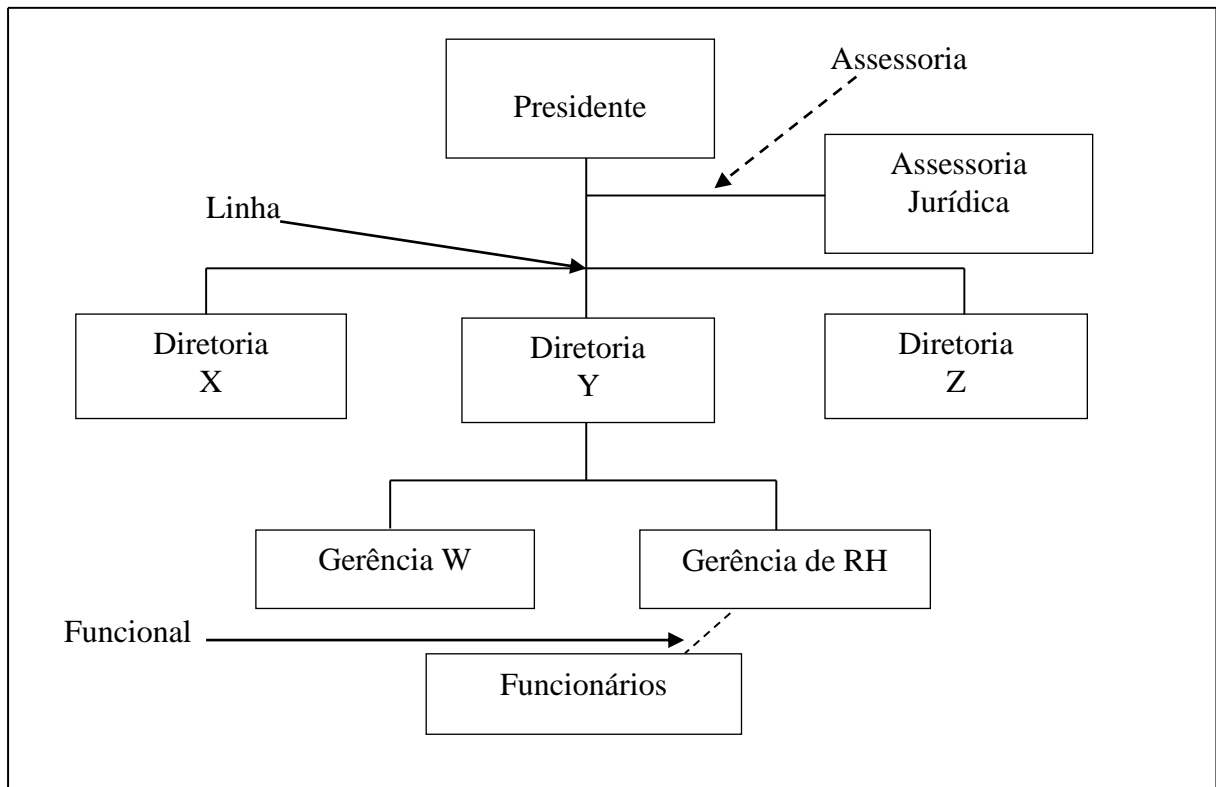 Assessoria
Presidente
Assessoria
Jurídica
Linha
Diretoria
X
Diretoria
Y
Diretoria
Z
Gerência W
Gerência de RH
Funcional
Funcionários